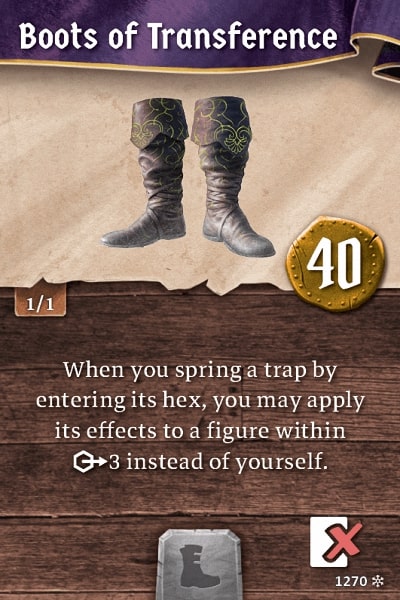 Boots of Transference
40
1/1
When you spring a trap by
entering its hex, you may apply
its effects to a figure within
3 instead of yourself.
1270